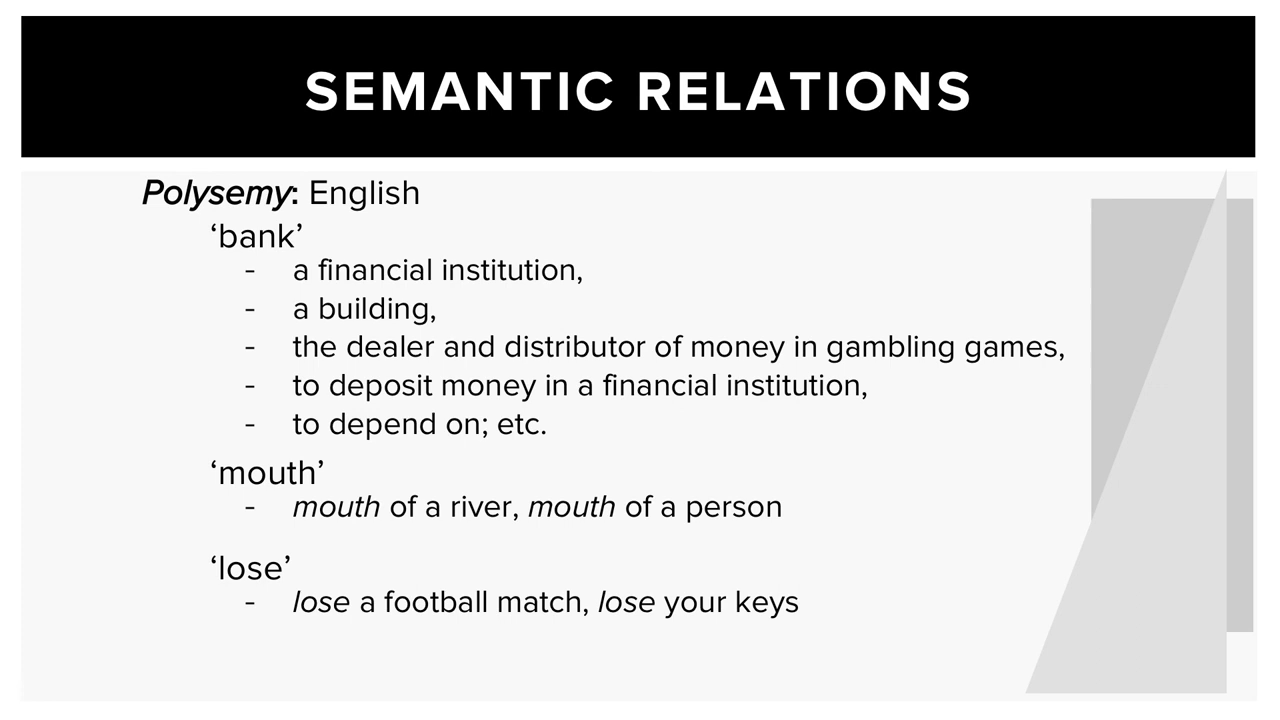 SEMANTIC RELATIONS
Polysemy: English
‘bank’
- a financial institution,
- a building,
- the dealer and distributor of money in gambling games,
- to deposit money in a financial institution,
- to depend on; etc.
‘mouth’
- mouth of a river, mouth of a person
‘lose’
- lose a football match, lose your keys